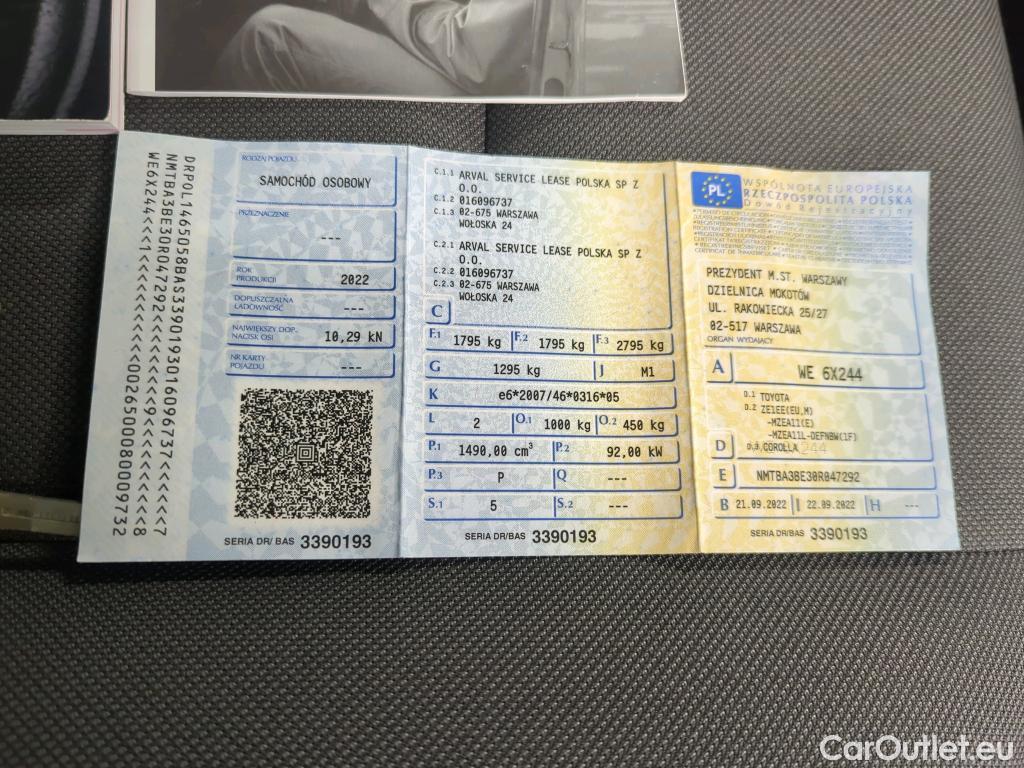 DRPOL1465058BAS33901930160967​37<<<<<<7
NMTBA3BE30R047292<<<<<<<<<9<<<<<<<<8
WE6X244<<<1<<<<<<<<<<0026500080009732
RODZAJ POJAZDU
SAMOCHÓD OSOBOWY
PRZEZNACZENIE
---
ROK PRODUKCJI 2022
DOPUSZCZALNA ŁADOWNOŚĆ ---
NAJWIĘKSZY DOP. NACISK OSI 10,29 kN
NR KARTY POJAZDU ---
SERIA DR/BAS 3390193
C.1.1 ARVAL SERVICE LEASE POLSKA SP Z
O.O.
C.1.2 016096737
C.1.3 02-675 WARSZAWA
WOŁOSKA 24
C.2.1 ARVAL SERVICE LEASE POLSKA SP Z
O.O.
C.2.2 016096737
C.2.3 02-675 WARSZAWA
WOŁOSKA 24
C
F.1 1795 kg F.2 1795 kg F.3 2795 kg
G 1295 kg J M1
K e6*2007/46*0316*05
L 2 O.1 1000 kg O.2 450 kg
P.1 1490,00 cm³ P.2 92,00 kW
P.3 P Q ---
S.1 5 S.2 ---
SERIA DR/BAS 3390193
PL
WSPÓLNOTA EUROPEJSKA
RZECZPOSPOLITA POLSKA
Dowód Rejestracyjny
PREZYDENT M.ST. WARSZAWY
DZIELNICA MOKOTÓW
UL. RAKOWIECKA 25/27
02-517 WARSZAWA
ORGAN WYDAJĄCY
A WE 6X244
D.1 TOYOTA
D.2 ZE1EE(EU,M)
-MZEA11(E)
-MZEA11L-DEFNBW(1F)
D D.3 COROLLA
E NMTBA3BE30R047292
B 21.09.2022 I 22.09.2022 H ---
SERIA DR/BAS 3390193
CarOutlet.eu